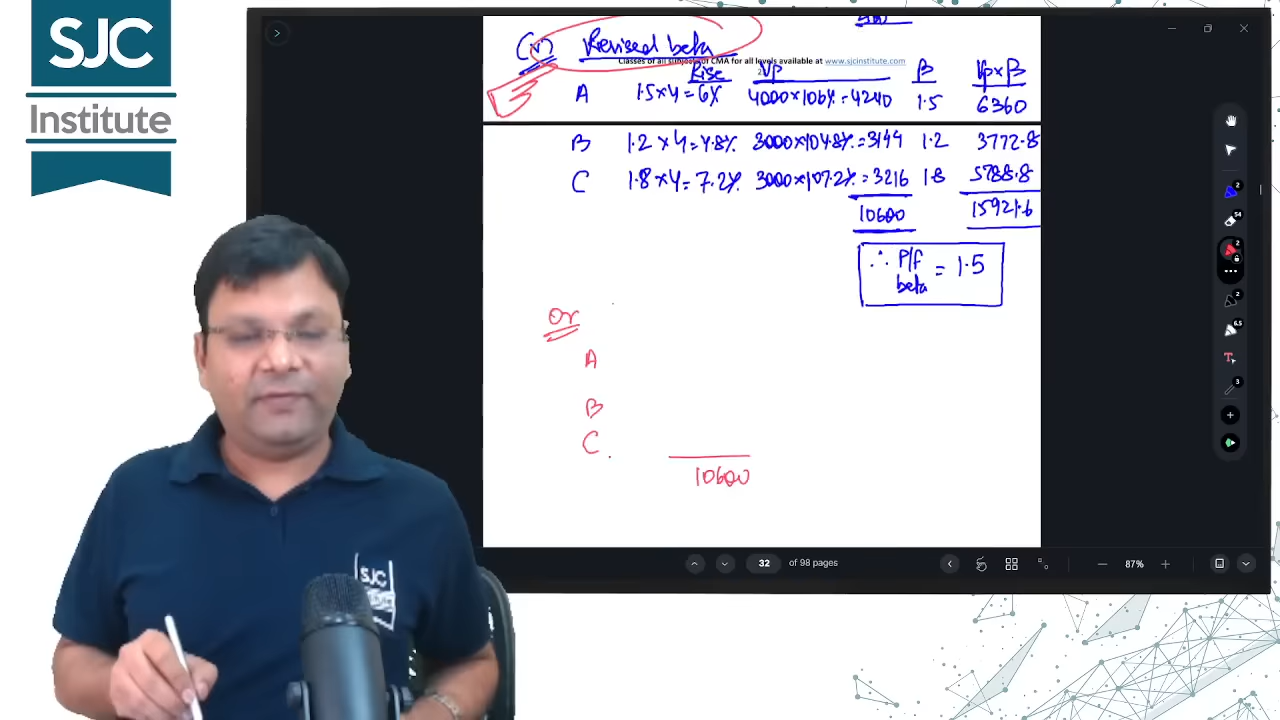 SJC
Institute
(v) Revised beta
Classes of all subjects of CMA for all levels available at www.sjcinstitute.com
Rise Vp β Vp×β
A 1.5×4=6% 4000×106%=4240 1.5 6360
B 1.2×4=4.8% 3000×104.8%=3144 1.2 3772.8
C 1.8×4=7.2% 3000×107.2%=3216 1.8 5788.8
10600 15921.6
∴ P/f beta = 1.5
Or
A
B
C
10600
SJC
32 of 98 pages
87%